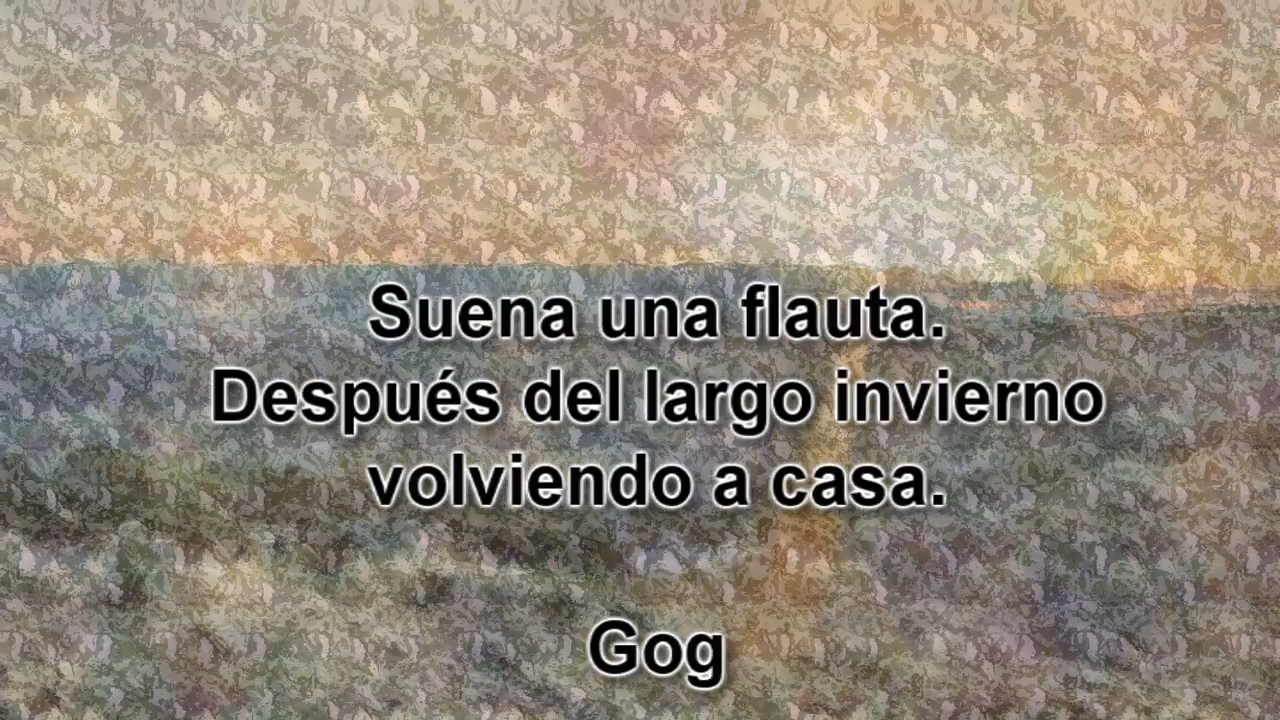 Suena una flauta.
Después del largo invierno
volviendo a casa.
Gog